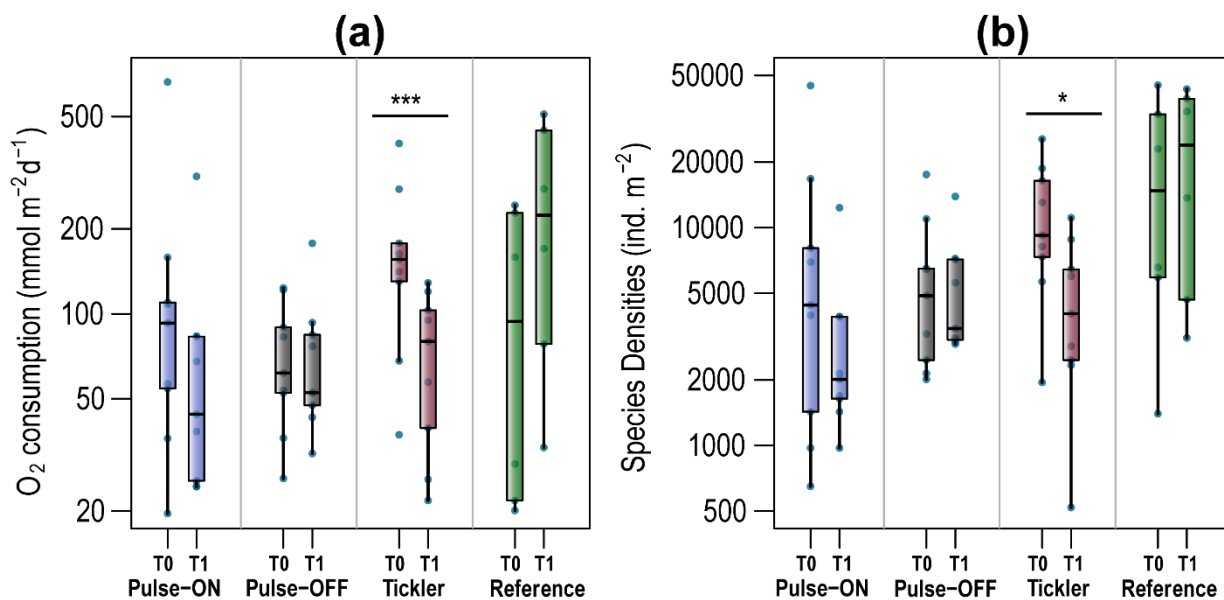 (a)
O₂ consumption (mmol m⁻²d⁻¹)
500
200
100
50
20
***
T0 T1 T0 T1 T0 T1 T0 T1
Pulse−ON Pulse−OFF Tickler Reference
(b)
Species Densities (ind. m⁻²)
50000
20000
10000
5000
2000
1000
500
*
T0 T1 T0 T1 T0 T1 T0 T1
Pulse−ON Pulse−OFF Tickler Reference